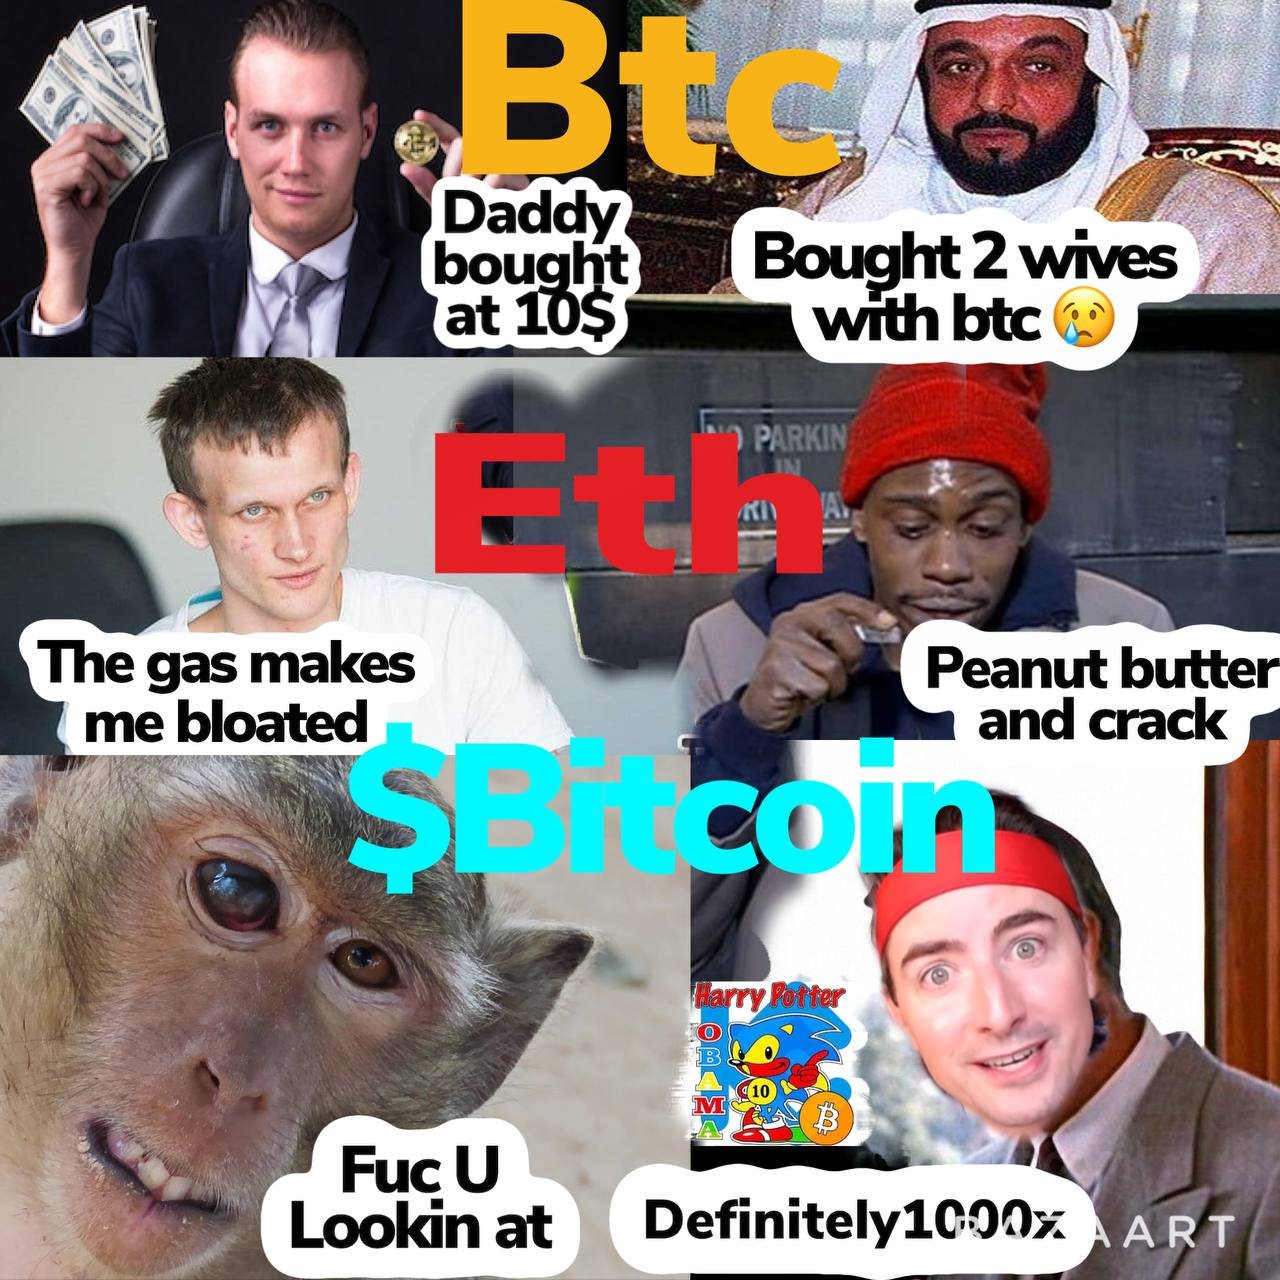 Btc
Daddy
bought
at 10$
Bought 2 wives
with btc 😢
NO PARKIN
IN
Eth
The gas makes
me bloated
Peanut butter
and crack
$Bitcoin
Harry Potter
OBAMA
10
₿
Fuc U
Lookin at
Definitely1000x